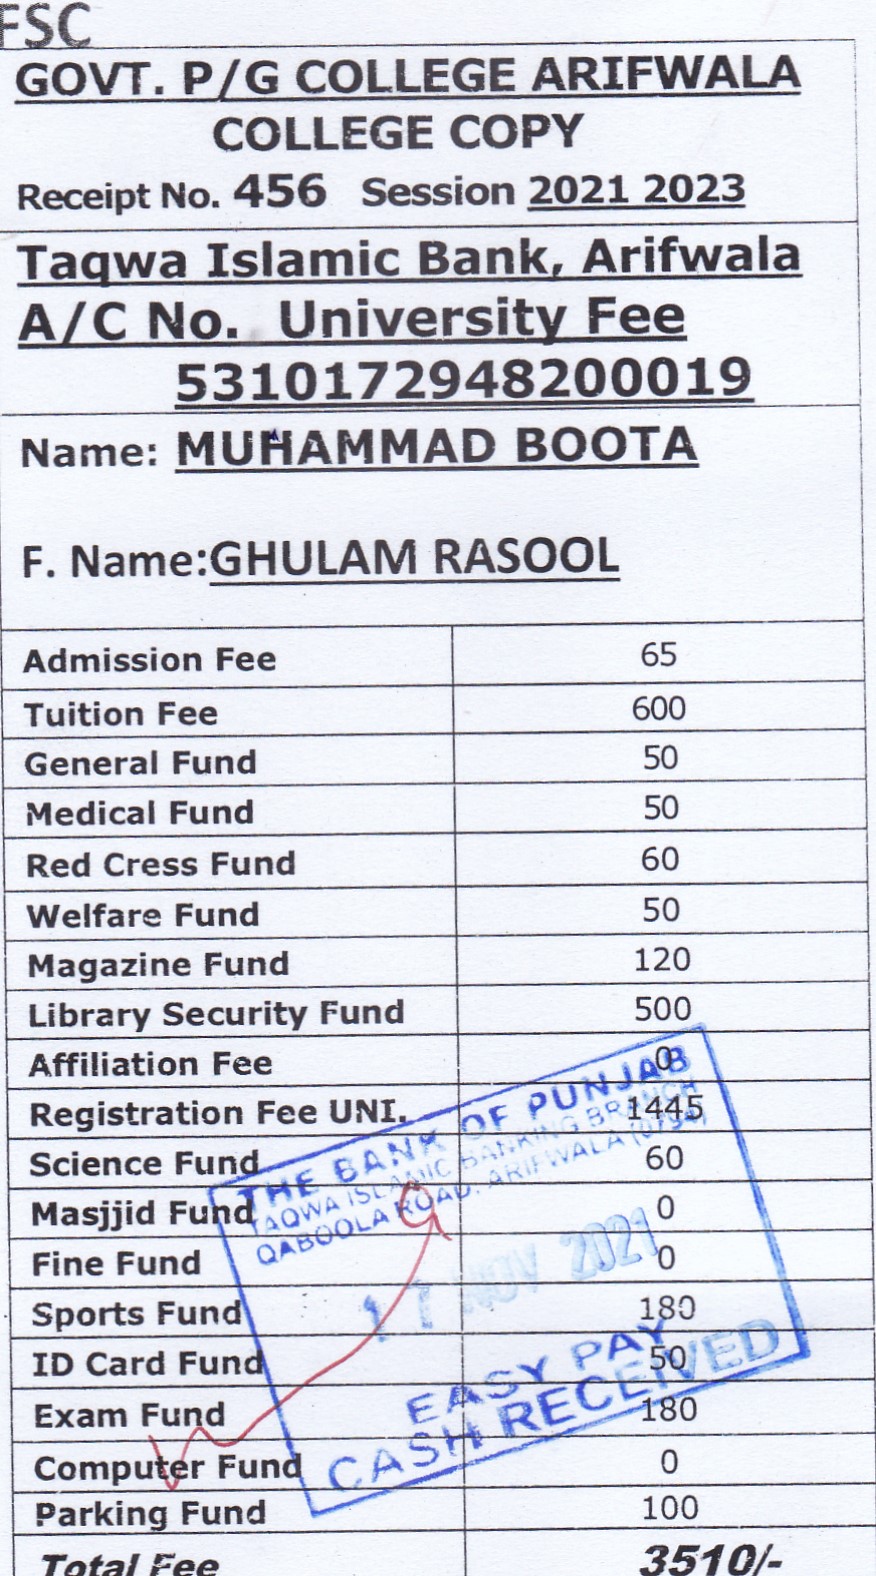 FSC
GOVT. P/G COLLEGE ARIFWALA
COLLEGE COPY
Receipt No. 456 Session 2021 2023
Taqwa Islamic Bank, Arifwala
A/C No. University Fee
5310172948200019
Name: MUHAMMAD BOOTA
F. Name:GHULAM RASOOL
Admission Fee 65
Tuition Fee 600
General Fund 50
Medical Fund 50
Red Cress Fund 60
Welfare Fund 50
Magazine Fund 120
Library Security Fund 500
Affiliation Fee 0
Registration Fee UNI. 1445
Science Fund 60
Masjjid Fund 0
Fine Fund 0
Sports Fund 180
ID Card Fund 50
Exam Fund 180
Computer Fund 0
Parking Fund 100
Total Fee 3510/-
THE BANK OF PUNJAB
TAQWA ISLAMIC BANKING BRANCH
QABOOLA ROAD, ARIFWALA
17 NOV 2021
EASY PAY
CASH RECEIVED